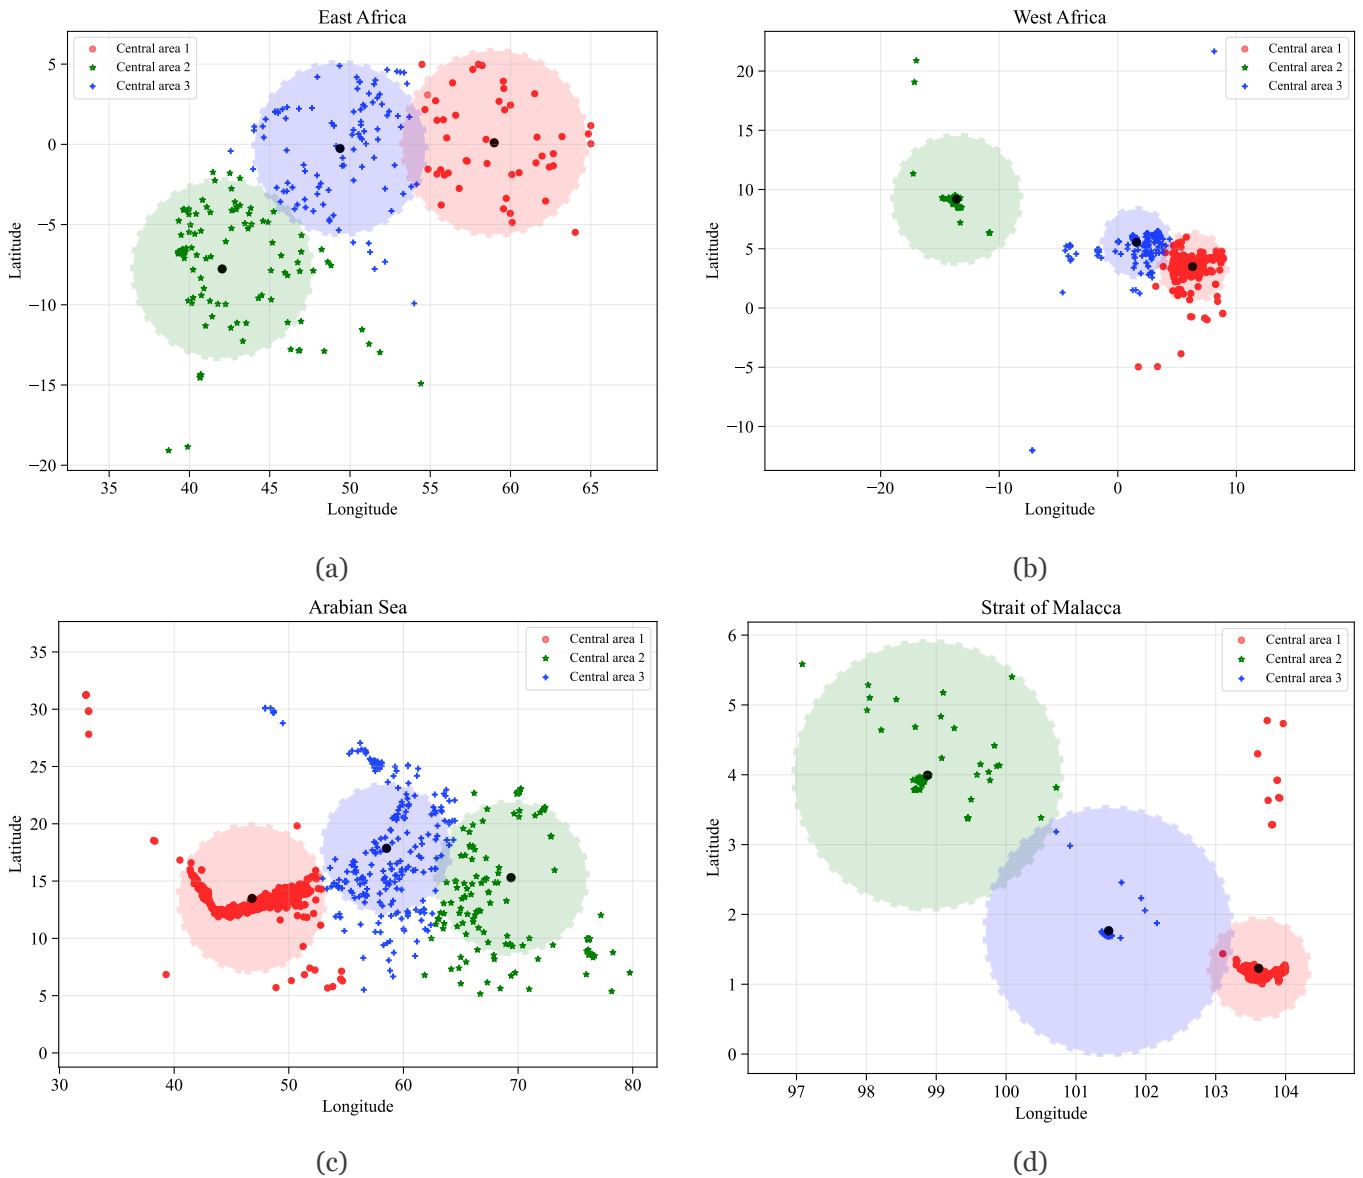 East Africa
Central area 1
Central area 2
Central area 3
5
0
−5
−10
−15
−20
Latitude
35 40 45 50 55 60 65
Longitude
(a)
West Africa
Central area 1
Central area 2
Central area 3
20
15
10
5
0
−5
−10
Latitude
−20 −10 0 10
Longitude
(b)
Arabian Sea
Central area 1
Central area 2
Central area 3
35
30
25
20
15
10
5
0
Latitude
30 40 50 60 70 80
Longitude
(c)
Strait of Malacca
Central area 1
Central area 2
Central area 3
6
5
4
3
2
1
0
Latitude
97 98 99 100 101 102 103 104
Longitude
(d)